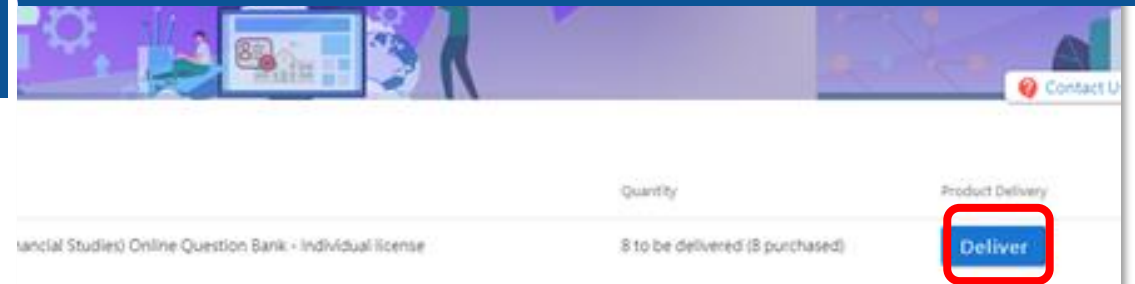 Contact U
Quantity
Product Delivery
nancial Studies) Online Question Bank - Individual license
8 to be delivered (8 purchased)
Deliver